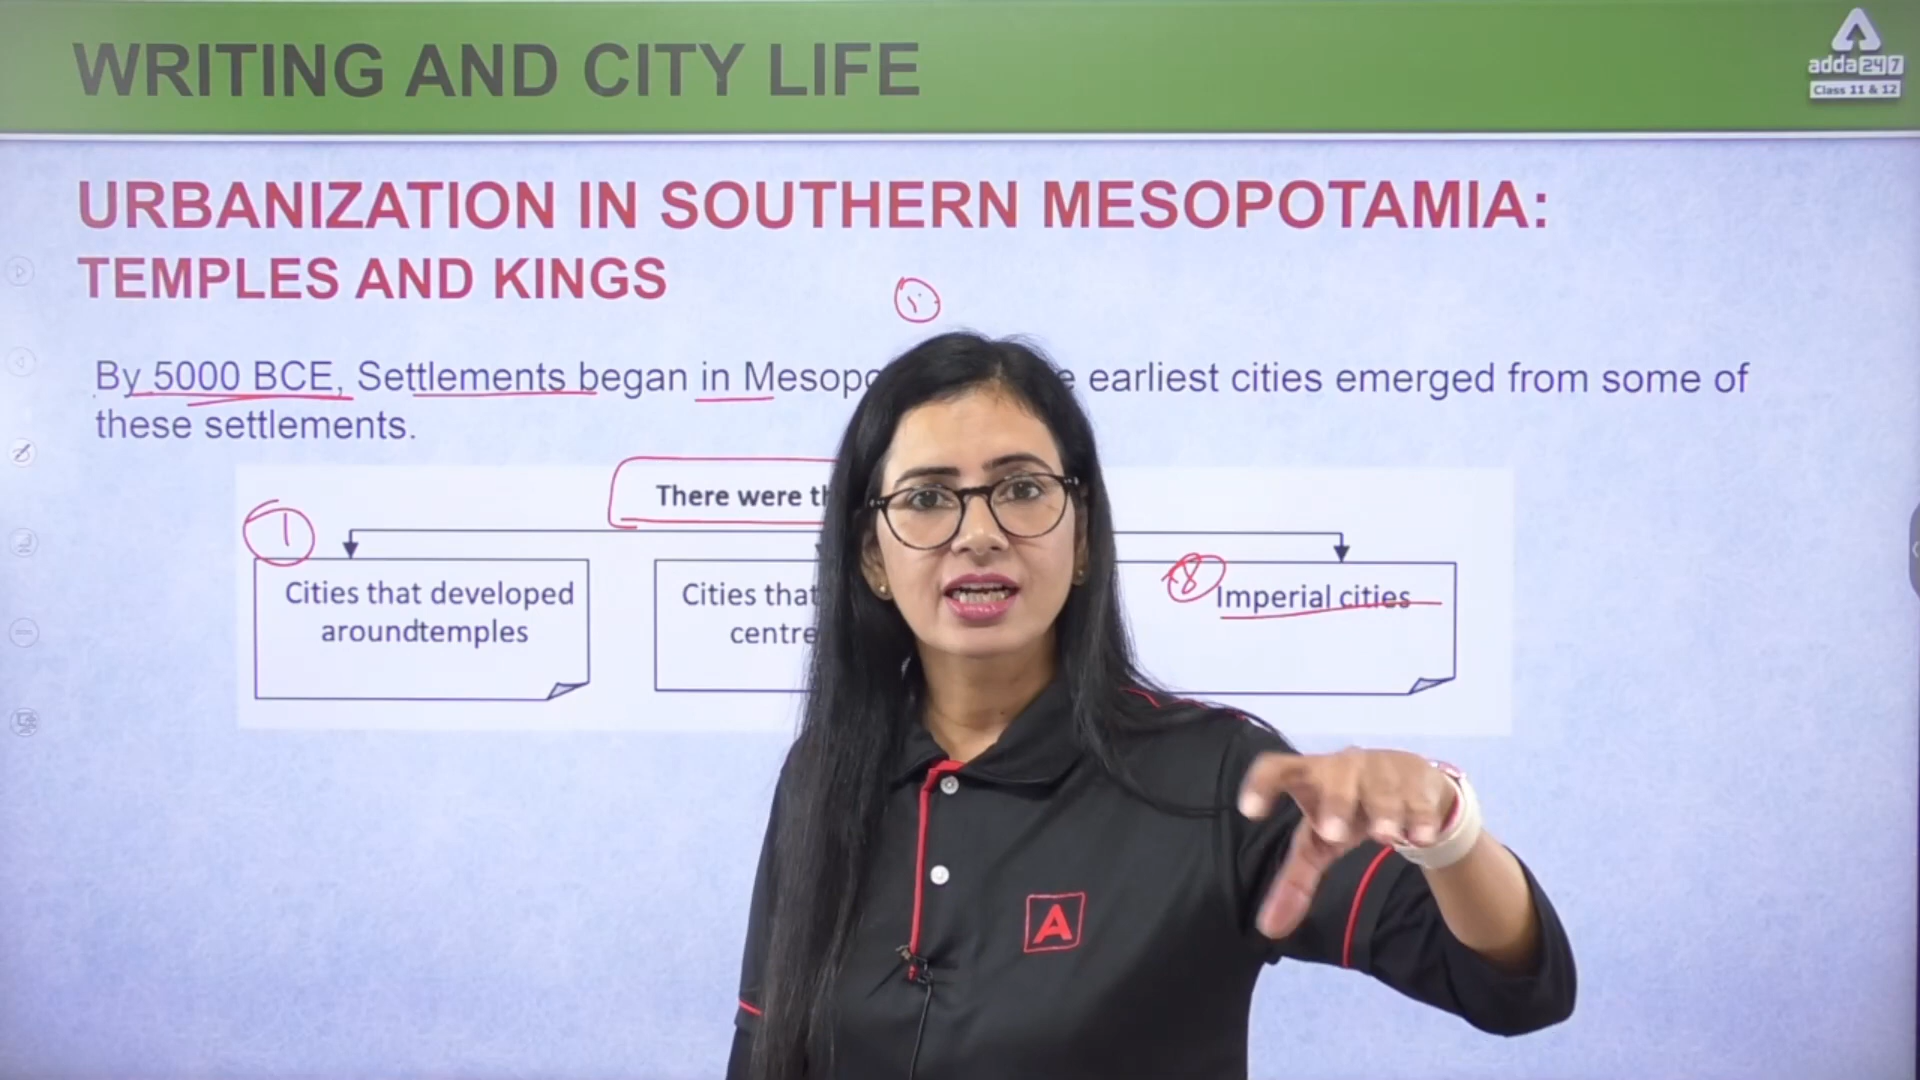 WRITING AND CITY LIFE
adda247
Class 11 & 12
URBANIZATION IN SOUTHERN MESOPOTAMIA:
TEMPLES AND KINGS
By 5000 BCE, Settlements began in earliest cities emerged from some of
these settlements.
There were
1
Cities that developed
aroundtemples
Cities that
8
Imperial cities
A